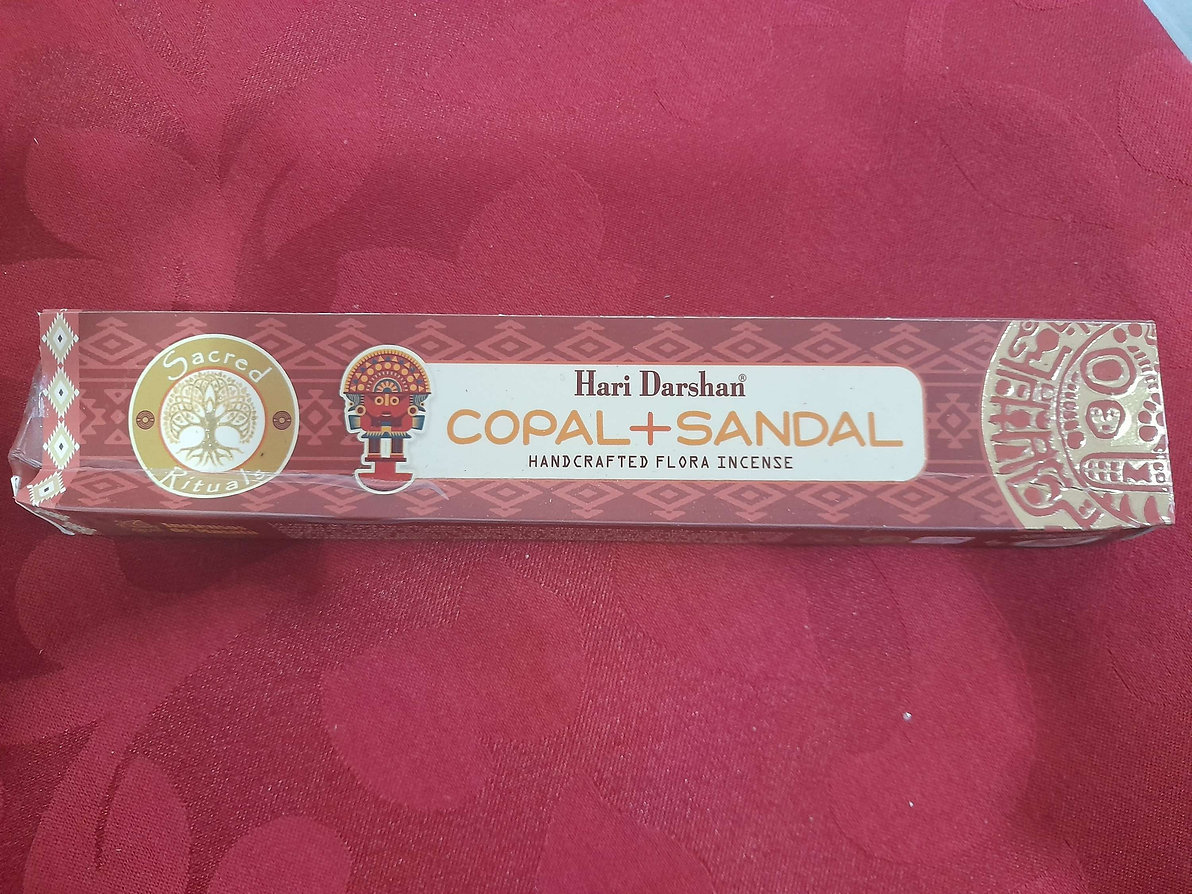 Sacred
Rituals
Hari Darshan®
COPAL+SANDAL
HANDCRAFTED FLORA INCENSE